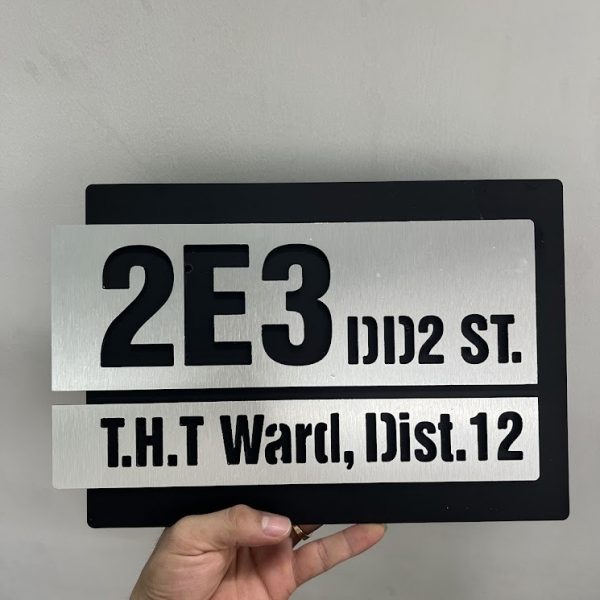 2E3 DD2 ST.
T.H.T Ward, Dist.12